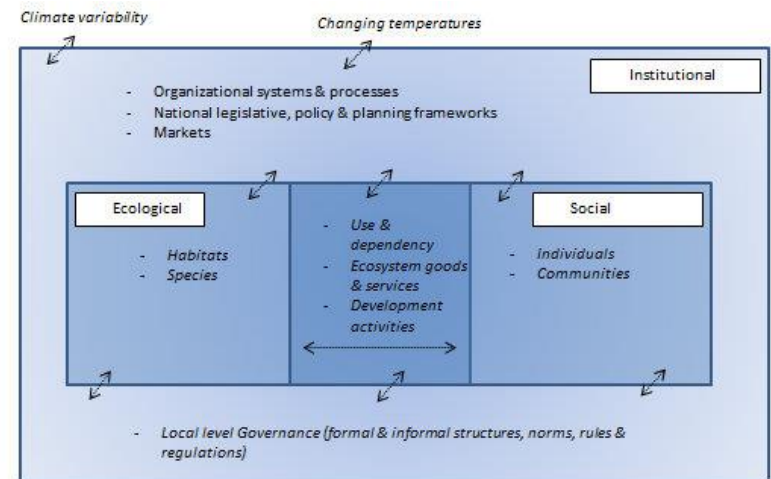 Climate variability
Changing temperatures
Institutional
- Organizational systems & processes
- National legislative, policy & planning frameworks
- Markets
Ecological
- Habitats
- Species
- Use &
dependency
- Ecosystem goods
& services
- Development
activities
Social
- Individuals
- Communities
- Local level Governance (formal & informal structures, norms, rules &
regulations)